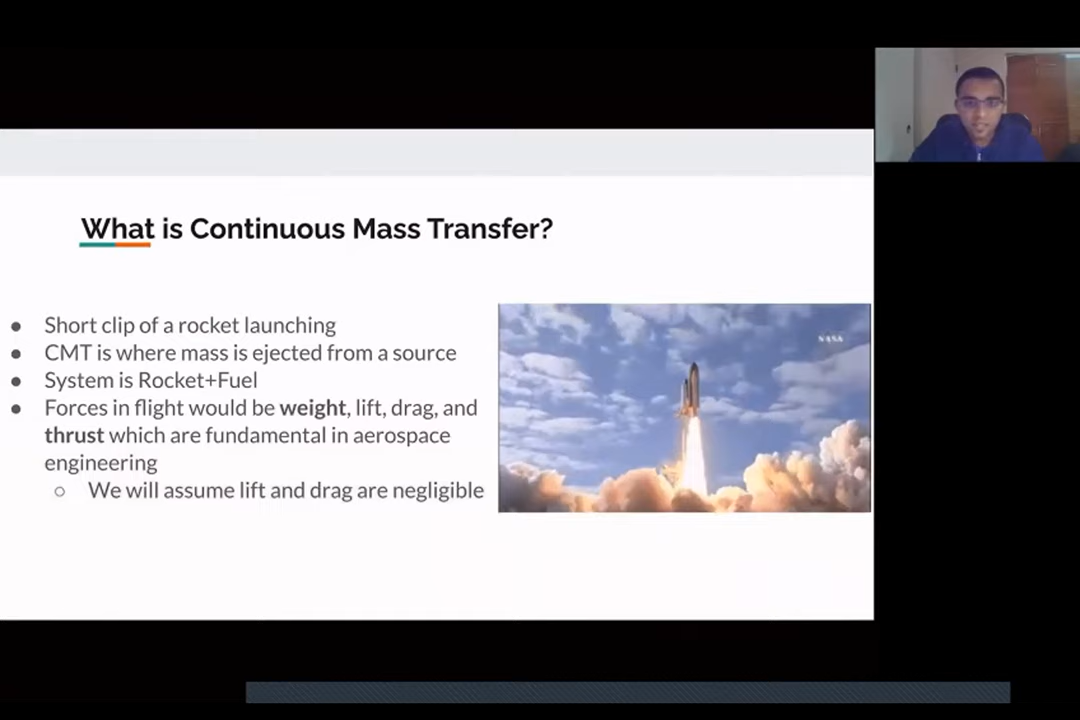 What is Continuous Mass Transfer?
● Short clip of a rocket launching
● CMT is where mass is ejected from a source
● System is Rocket+Fuel
● Forces in flight would be weight, lift, drag, and
thrust which are fundamental in aerospace
engineering
○ We will assume lift and drag are negligible
NASA